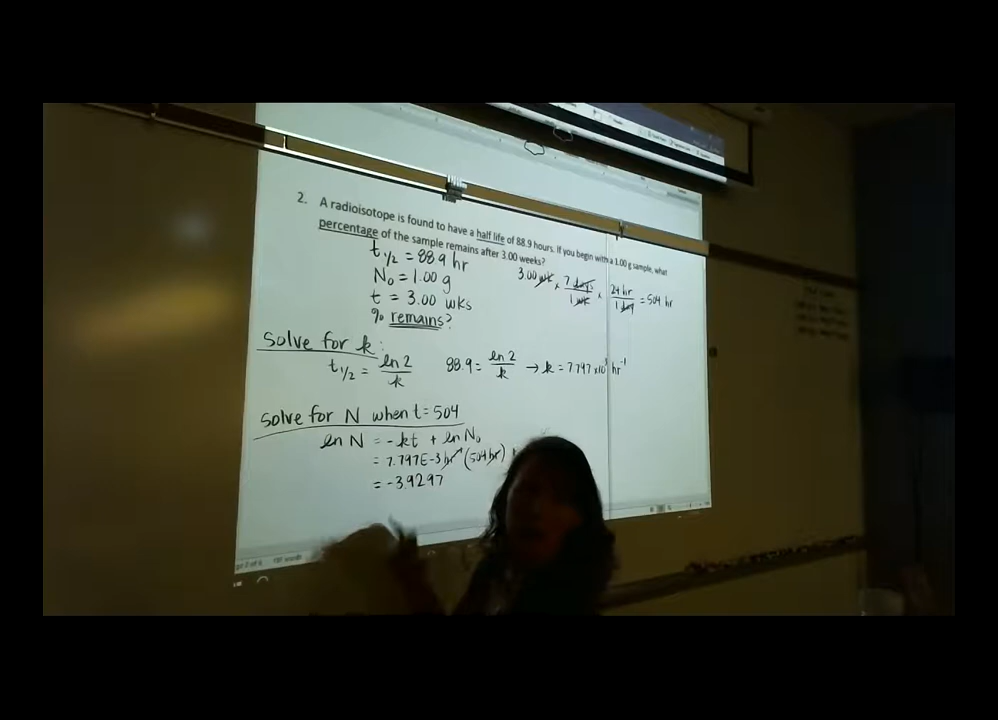 2. A radioisotope is found to have a half life of 88.9 hours. If you begin with a 1.00 g sample, what
percentage of the sample remains after 3.00 weeks?
t½ = 88.9 hr
N₀ = 1.00 g
t = 3.00 wks
% remains?
3.00 wk × 7 days / 1 wk × 24 hr / 1 day = 504 hr
solve for k:
t½ = ln 2 / k
88.9 = ln 2 / k → k = 7.797 × 10⁻³ hr⁻¹
solve for N when t = 504
ln N = -kt + ln N₀
= 7.797E-3 hr⁻¹ (504 hr)
= -3.9297